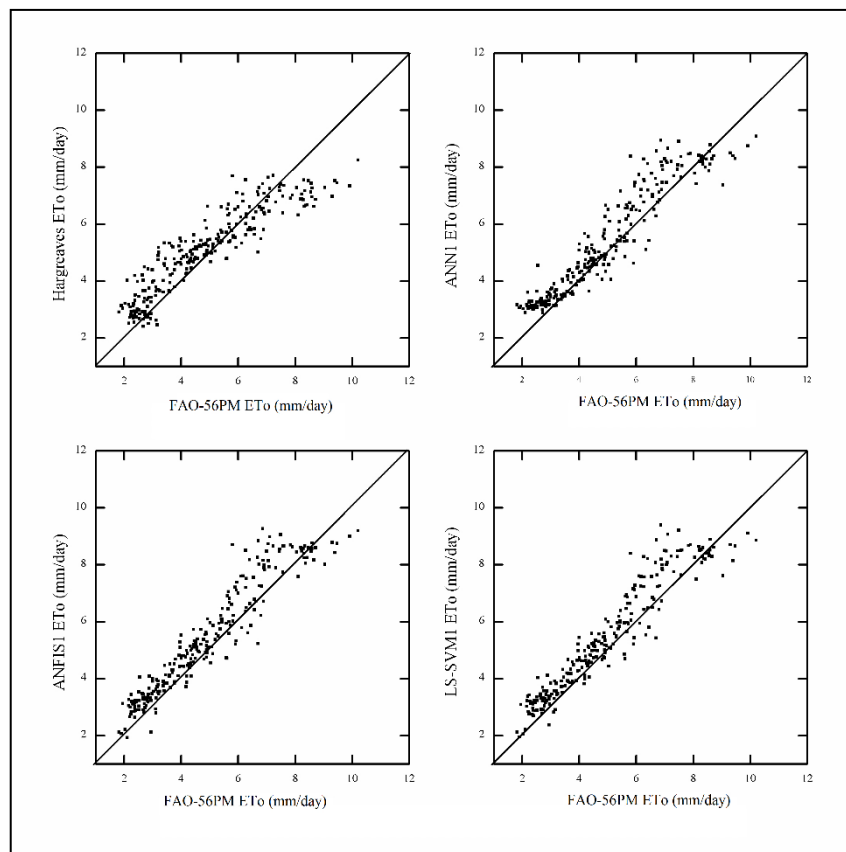 12
10
8
6
4
2
Hargreaves ETo (mm/day)
2 4 6 8 10 12
FAO-56PM ETo (mm/day)
12
10
8
6
4
2
ANN1 ETo (mm/day)
2 4 6 8 10 12
FAO-56PM ETo (mm/day)
12
10
8
6
4
2
ANFIS1 ETo (mm/day)
2 4 6 8 10 12
FAO-56PM ETo (mm/day)
12
10
8
6
4
2
LS-SVM1 ETo (mm/day)
2 4 6 8 10 12
FAO-56PM ETo (mm/day)